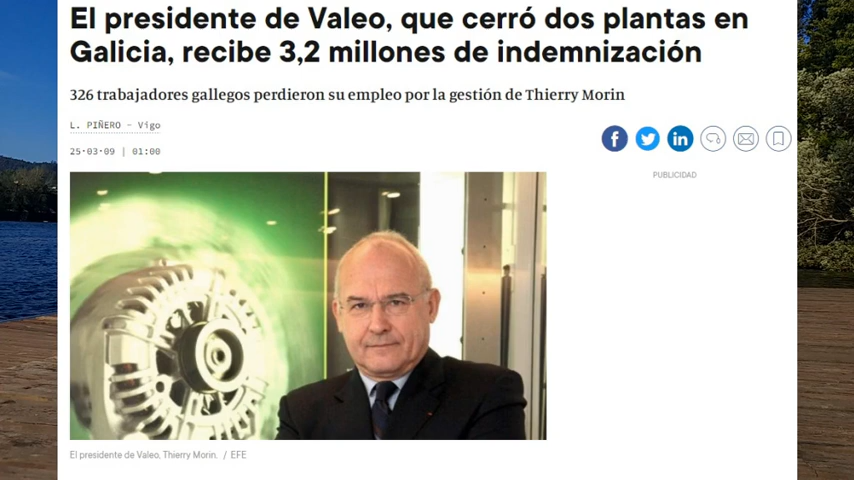 El presidente de Valeo, que cerró dos plantas en
Galicia, recibe 3,2 millones de indemnización
326 trabajadores gallegos perdieron su empleo por la gestión de Thierry Morin
L. PIÑERO - Vigo
25·03·09 | 01:00
PUBLICIDAD
El presidente de Valeo, Thierry Morin. / EFE